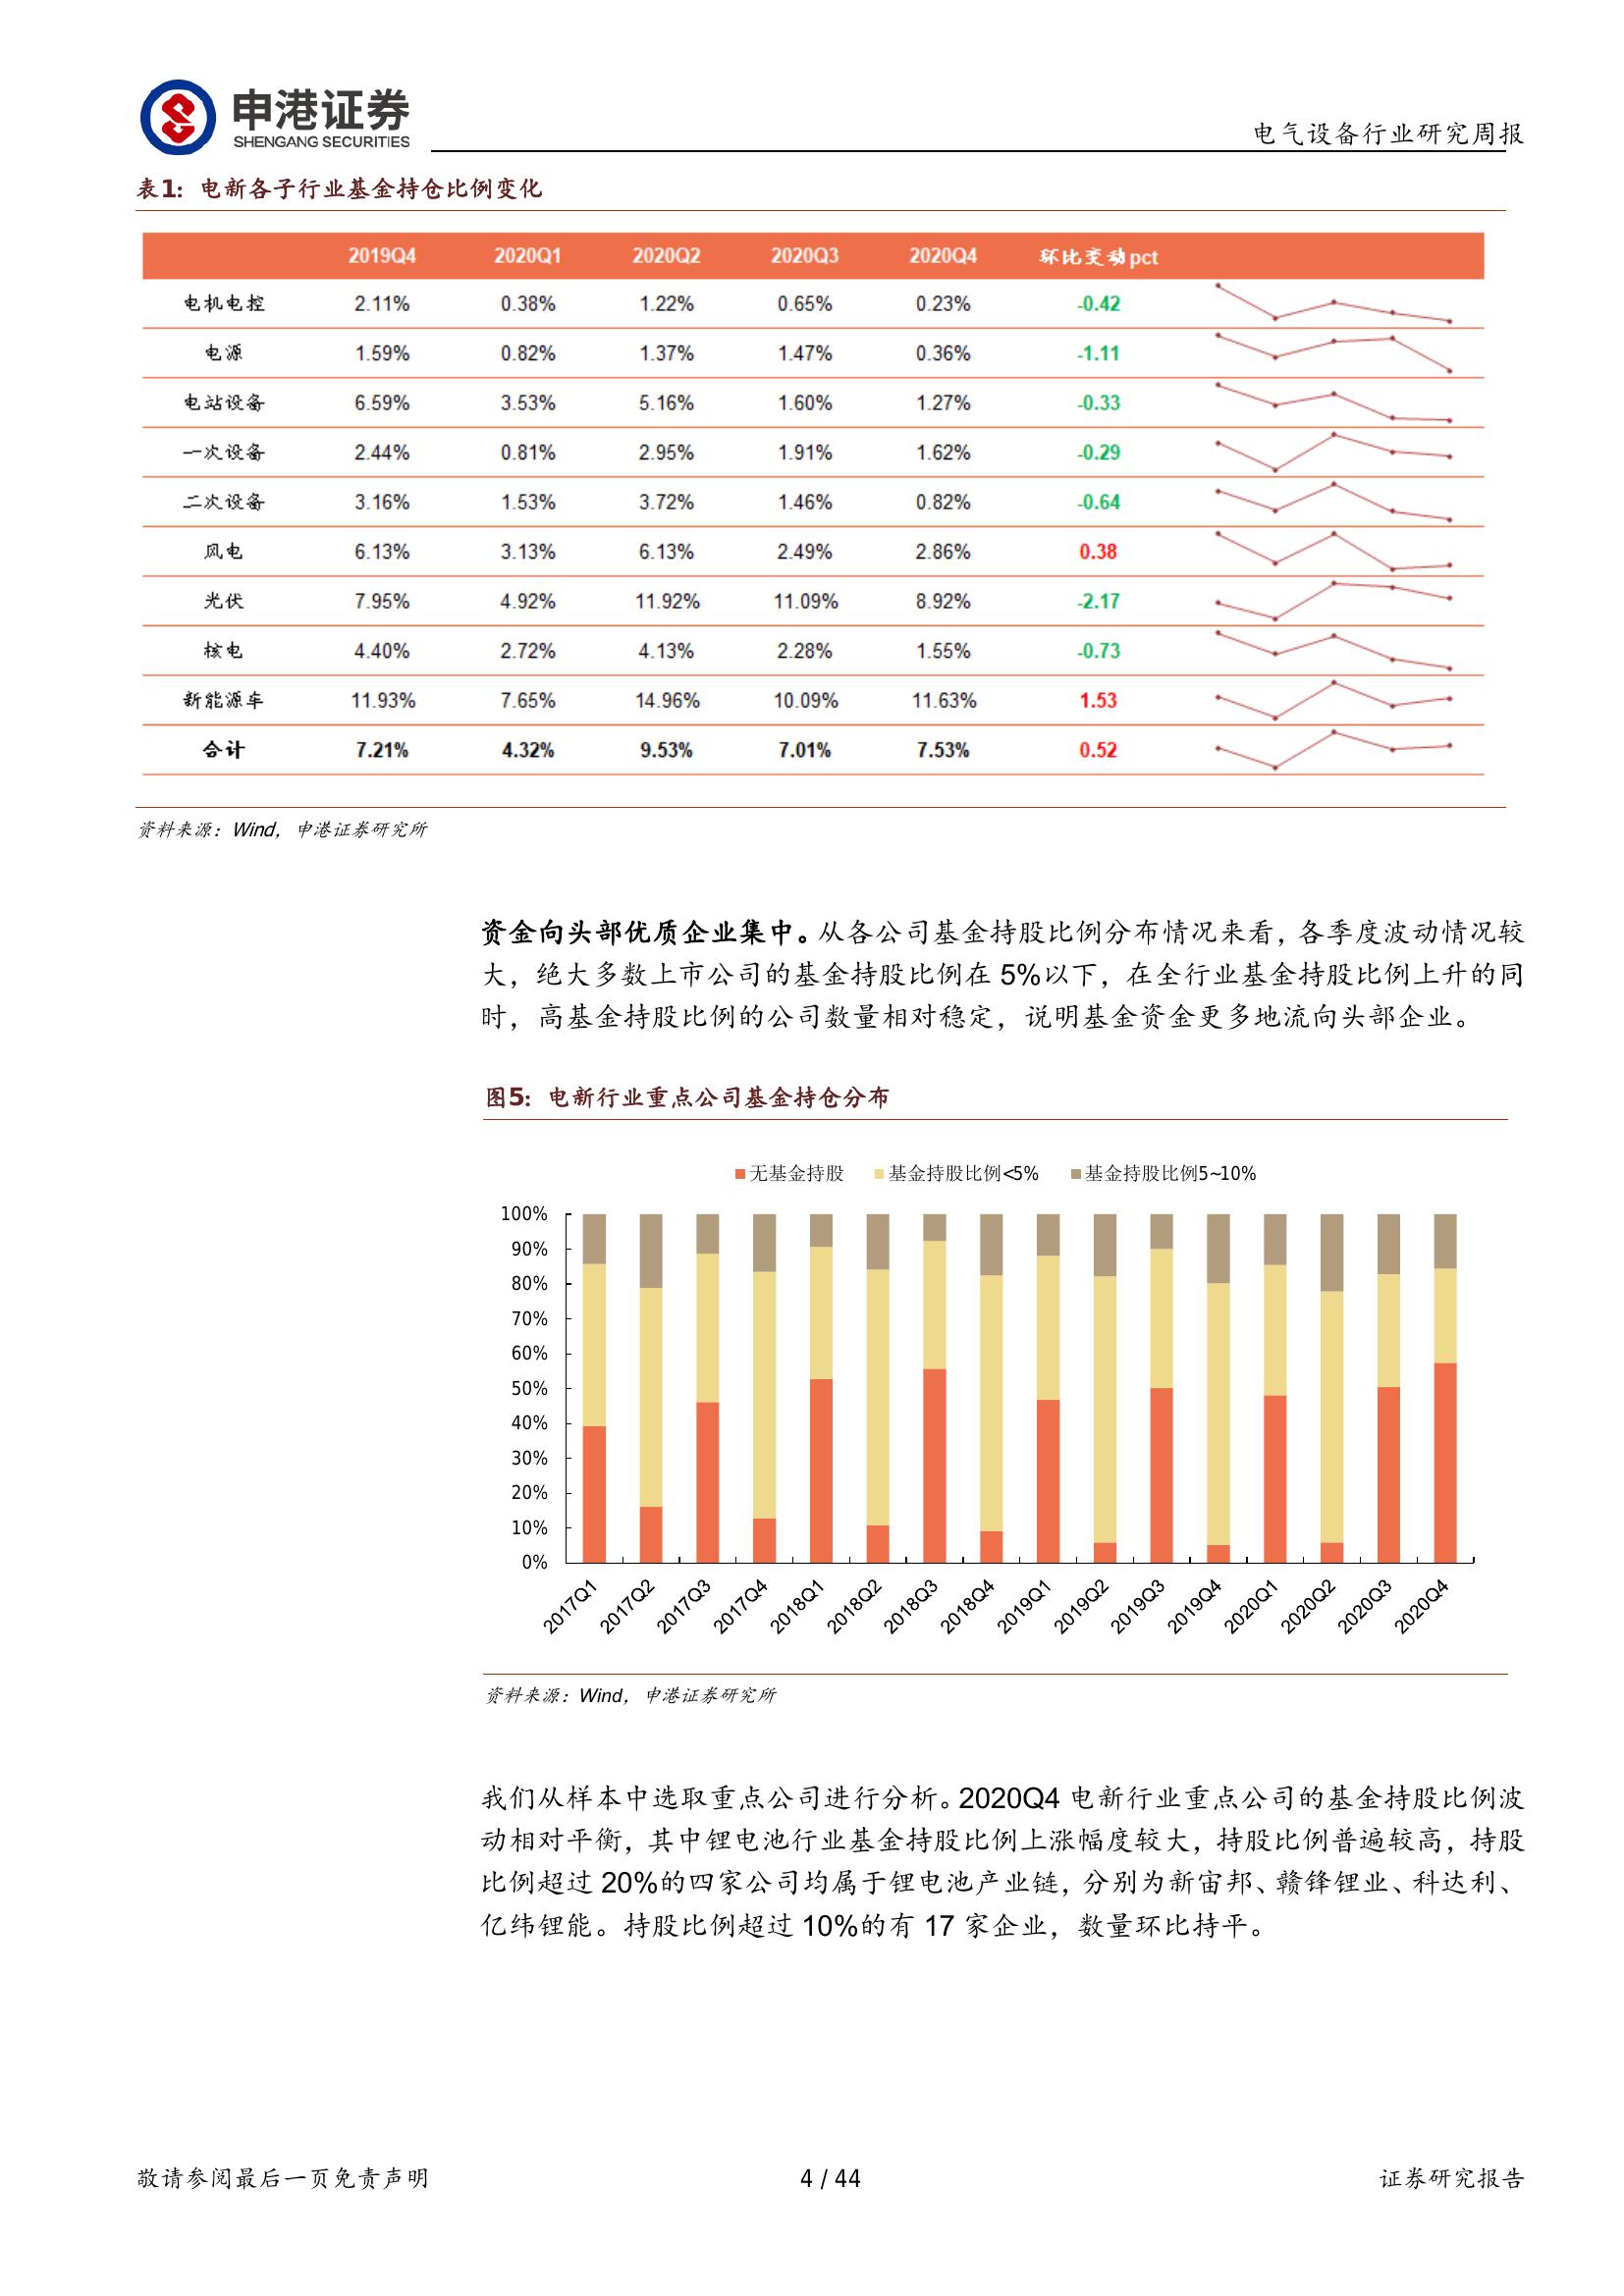 申港证券
SHENGANG SECURITIES
电气设备行业研究周报
表1：电新各子行业基金持仓比例变化
2019Q4 2020Q1 2020Q2 2020Q3 2020Q4 环比变动pct
电机电控 2.11% 0.38% 1.22% 0.65% 0.23% -0.42
电源 1.59% 0.82% 1.37% 1.47% 0.36% -1.11
电站设备 6.59% 3.53% 5.16% 1.60% 1.27% -0.33
一次设备 2.44% 0.81% 2.95% 1.91% 1.62% -0.29
二次设备 3.16% 1.53% 3.72% 1.46% 0.82% -0.64
风电 6.13% 3.13% 6.13% 2.49% 2.86% 0.38
光伏 7.95% 4.92% 11.92% 11.09% 8.92% -2.17
核电 4.40% 2.72% 4.13% 2.28% 1.55% -0.73
新能源车 11.93% 7.65% 14.96% 10.09% 11.63% 1.53
合计 7.21% 4.32% 9.53% 7.01% 7.53% 0.52
资料来源：Wind，申港证券研究所
资金向头部优质企业集中。从各公司基金持股比例分布情况来看，各季度波动情况较
大，绝大多数上市公司的基金持股比例在 5%以下，在全行业基金持股比例上升的同
时，高基金持股比例的公司数量相对稳定，说明基金资金更多地流向头部企业。
图5：电新行业重点公司基金持仓分布
无基金持股 基金持股比例<5% 基金持股比例5~10%
100%
90%
80%
70%
60%
50%
40%
30%
20%
10%
0%
2017Q1 2017Q2 2017Q3 2017Q4 2018Q1 2018Q2 2018Q3 2018Q4 2019Q1 2019Q2 2019Q3 2019Q4 2020Q1 2020Q2 2020Q3 2020Q4
资料来源：Wind，申港证券研究所
我们从样本中选取重点公司进行分析。2020Q4 电新行业重点公司的基金持股比例波
动相对平衡，其中锂电池行业基金持股比例上涨幅度较大，持股比例普遍较高，持股
比例超过 20%的四家公司均属于锂电池产业链，分别为新宙邦、赣锋锂业、科达利、
亿纬锂能。持股比例超过 10%的有 17 家企业，数量环比持平。
敬请参阅最后一页免责声明 4 / 44 证券研究报告